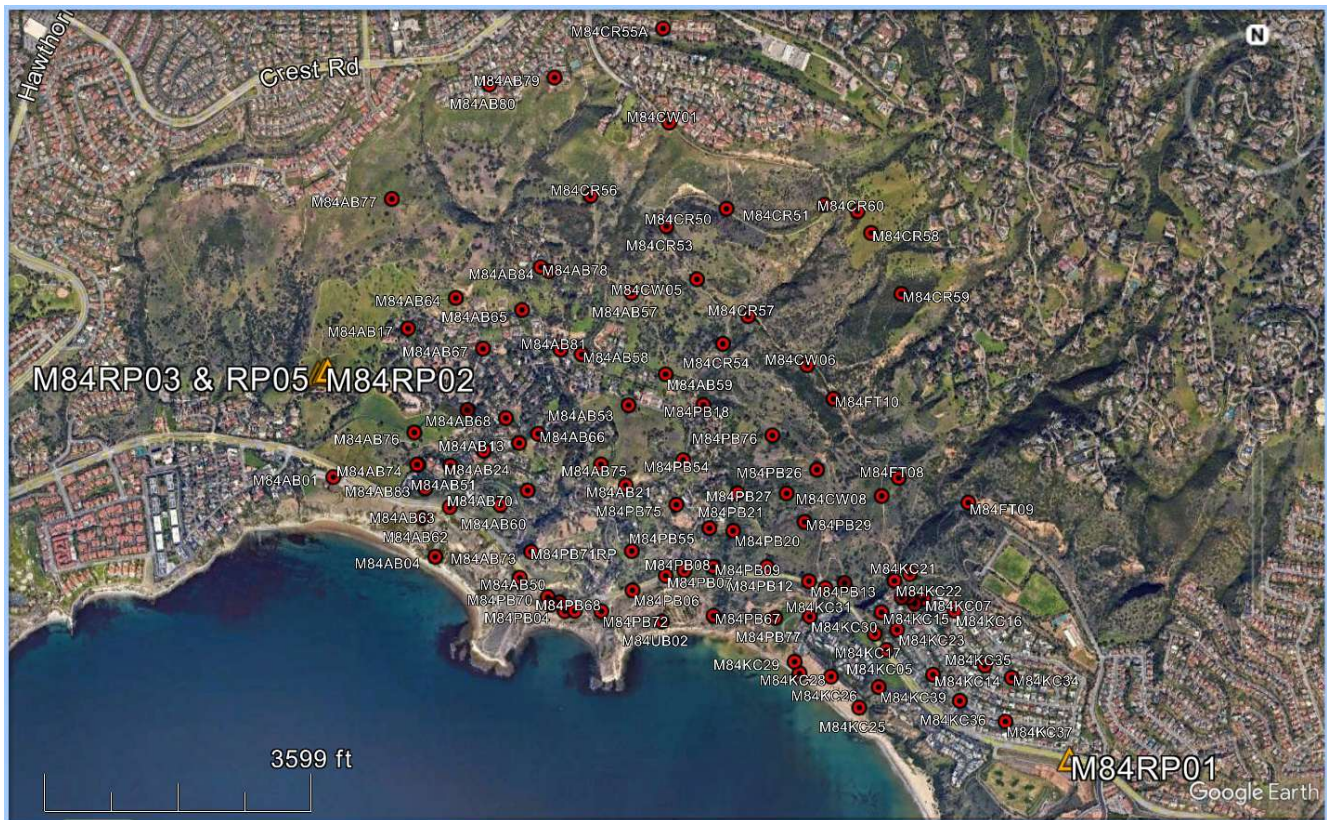 M84CR55A
Hawthorn
Crest Rd
M84AB79
M84AB80
M84CW01
N
M84CR56
M84AB77
M84CR50
M84CR51
M84CR60
M84CR53
M84CR58
M84AB84
M84AB78
M84CW05
M84CR59
M84AB64
M84AB65
M84AB57
M84CR57
M84AB17
M84AB67
M84AB81
M84AB58
M84CR54
M84CW06
M84RP03 & RP05
M84RP02
M84AB59
M84FT10
M84AB68
M84AB53
M84PB18
M84AB76
M84AB13
M84AB66
M84PB76
M84AB74
M84AB24
M84AB75
M84PB54
M84PB26
M84FT08
M84AB01
M84AB83
M84AB51
M84AB21
M84PB27
M84CW08
M84AB63
M84AB70
M84AB60
M84PB75
M84PB21
M84PB29
M84FT09
M84AB62
M84PB55
M84PB20
M84AB04
M84AB73
M84PB71RP
M84PB08
M84PB09
M84KC21
M84AB50
M84PB07
M84PB12
M84PB13
M84KC22
M84PB70
M84PB68
M84PB06
M84KC31
M84KC07
M84PB04
M84PB72
M84PB67
M84KC30
M84KC15
M84KC16
M84UB02
M84PB77
M84KC23
M84KC17
M84KC29
M84KC05
M84KC35
M84KC28
M84KC14
M84KC34
M84KC26
M84KC39
M84KC25
M84KC36
M84KC37
3599 ft
M84RP01
Google Earth